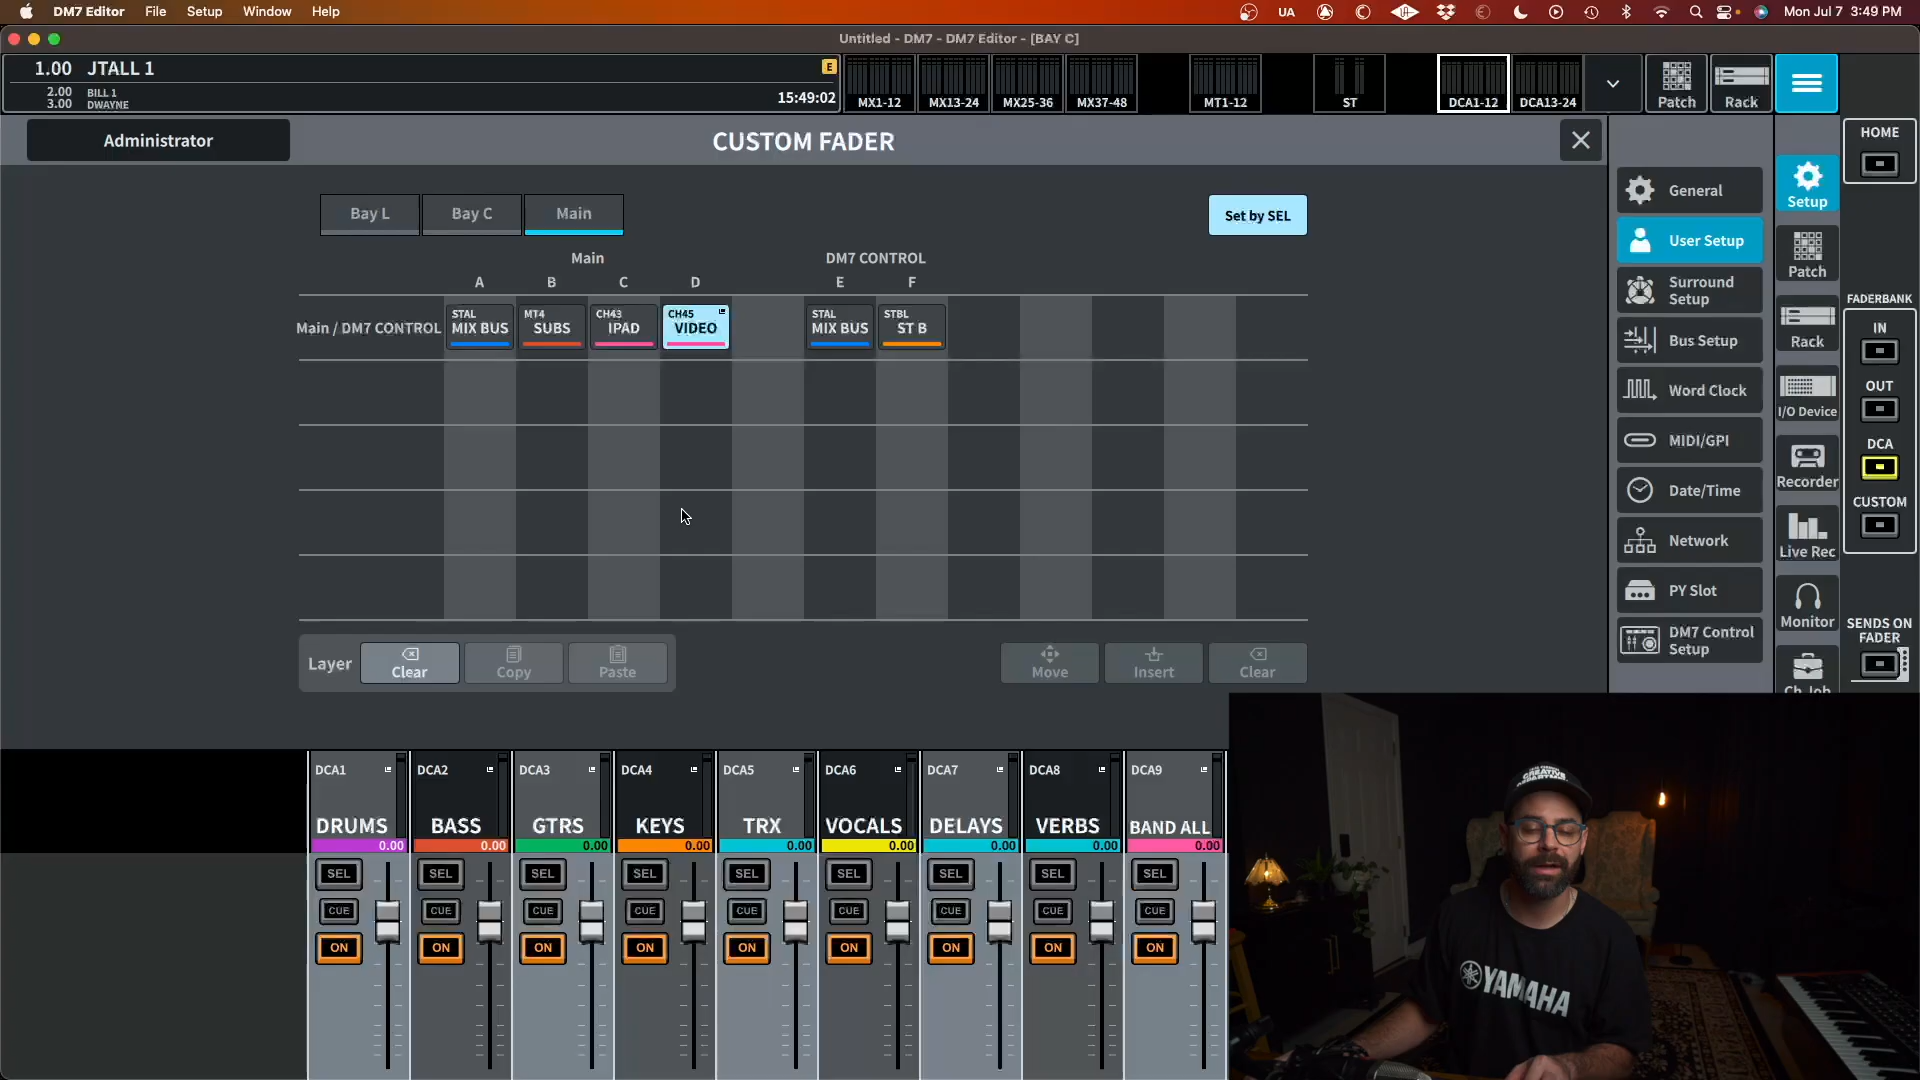 DM7 Editor File Setup Window Help
UA
Mon Jul 7 3:49 PM
Untitled - DM7 - DM7 Editor - [BAY C]
1.00 JTALL 1 E
2.00 BILL 1
3.00 DWAYNE
15:49:02
MX1-12 MX13-24 MX25-36 MX37-48 MT1-12 ST DCA1-12 DCA13-24 Patch Rack
Administrator
CUSTOM FADER
Bay L Bay C Main
Set by SEL
Main DM7 CONTROL
A B C D E F
Main / DM7 CONTROL
STAL MT4 CH43 CH45 STAL STBL
MIX BUS SUBS IPAD VIDEO MIX BUS ST B
Layer Clear Copy Paste
Move Insert Clear
General
User Setup
Surround
Setup
Bus Setup
Word Clock
MIDI/GPI
Date/Time
Network
PY Slot
DM7 Control
Setup
Setup
Patch
Rack
I/O Device
Recorder
Live Rec
Monitor
Ch Job
HOME
FADERBANK
IN
OUT
DCA
CUSTOM
SENDS ON
FADER
DCA1 DCA2 DCA3 DCA4 DCA5 DCA6 DCA7 DCA8 DCA9
DRUMS BASS GTRS KEYS TRX VOCALS DELAYS VERBS BAND ALL
0.00 0.00 0.00 0.00 0.00 0.00 0.00 0.00 0.00
SEL SEL SEL SEL SEL SEL SEL SEL SEL
CUE CUE CUE CUE CUE CUE CUE CUE CUE
ON ON ON ON ON ON ON ON ON
YAMAHA